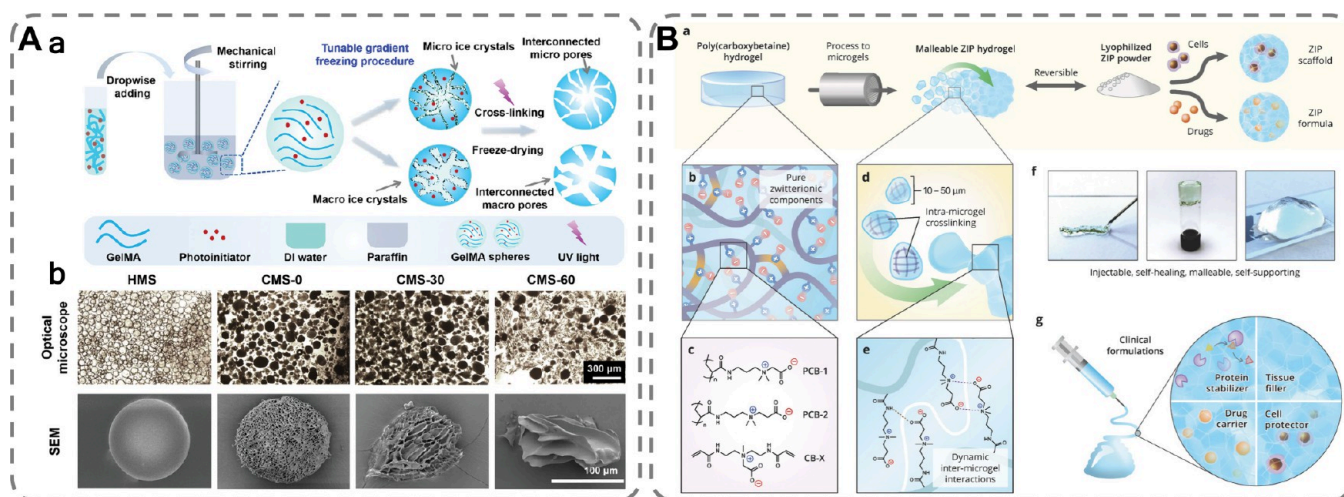 A
a
Dropwise
adding
Mechanical
stirring
Tunable gradient
freezing procedure
Micro ice crystals
Interconnected
micro pores
Cross-linking
Freeze-drying
Macro ice crystals
Interconnected
macro pores
GelMA
Photoinitiator
DI water
Paraffin
GelMA spheres
UV light
b
HMS
CMS-0
CMS-30
CMS-60
Optical
microscope
300 μm
SEM
100 μm
B
a
Poly(carboxybetaine)
hydrogel
Process to
microgels
Malleable ZIP hydrogel
Reversible
Lyophilized
ZIP powder
Cells
Drugs
ZIP
scaffold
ZIP
formula
b
Pure
zwitterionic
components
d
10 – 50 μm
Intra-microgel
crosslinking
f
Injectable, self-healing, malleable, self-supporting
c
PCB-1
PCB-2
CB-X
e
Dynamic
inter-microgel
interactions
g
Clinical
formulations
Protein
stabilizer
Tissue
filler
Drug
carrier
Cell
protector